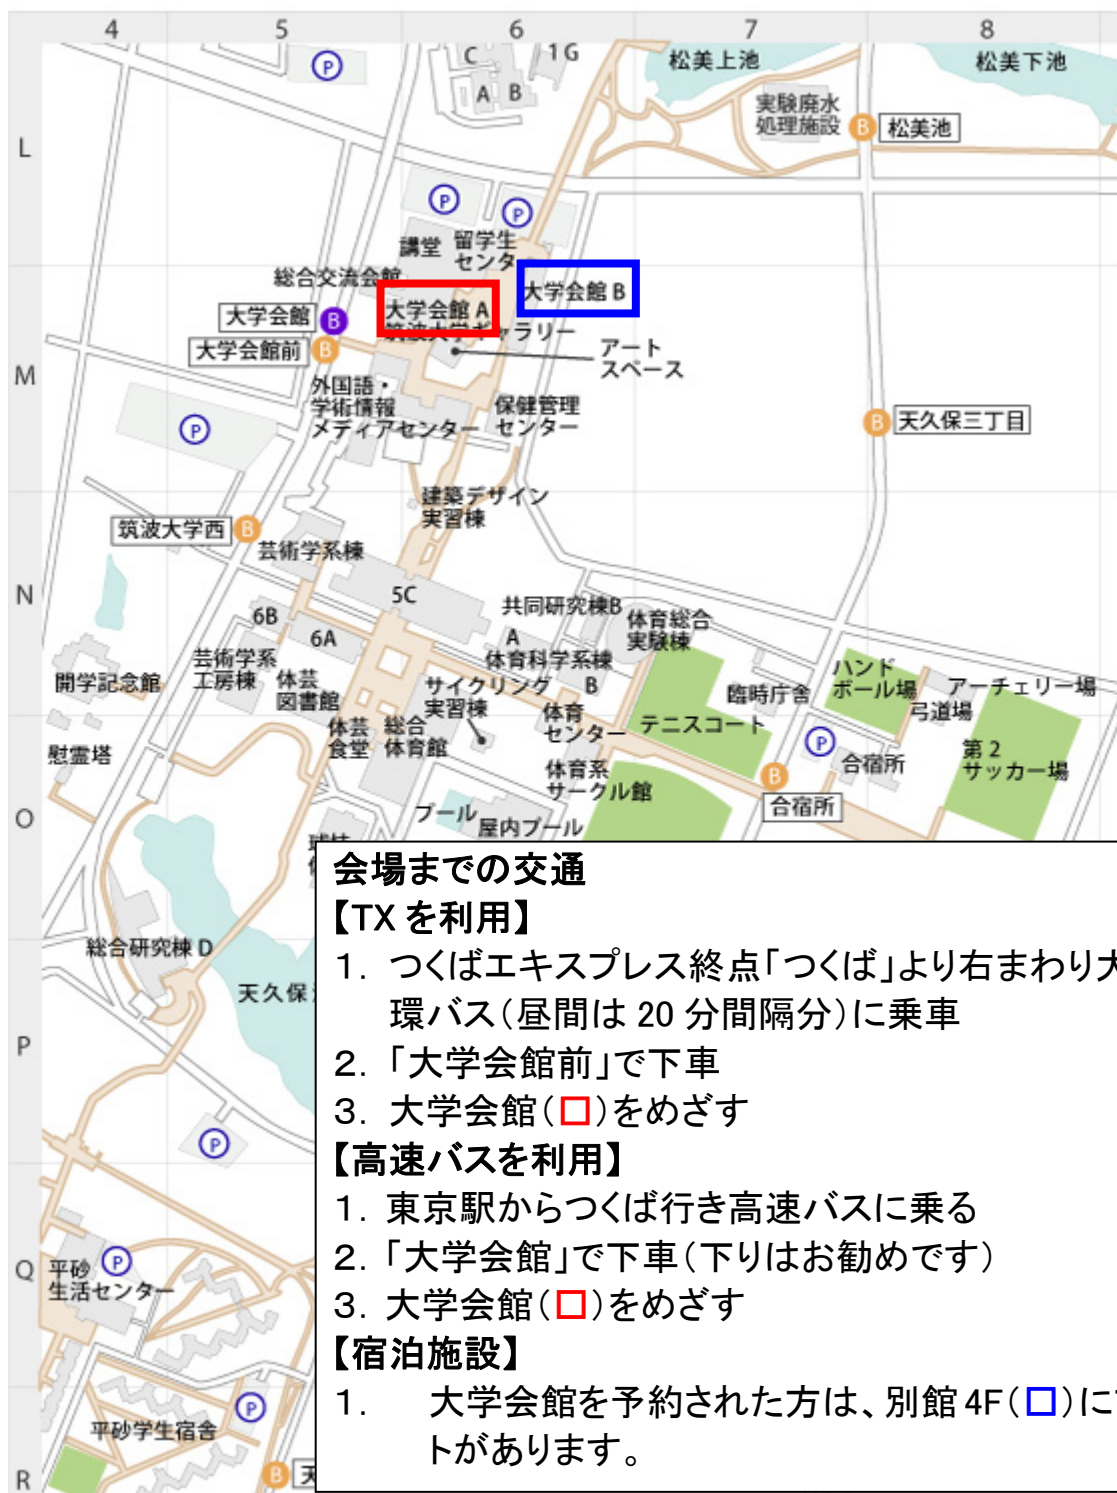 4 5 6 7 8
L
M
N
O
P
Q
R
P
C
1G
A B
松美上池
松美下池
実験廃水
処理施設
B 松美池
P
P
講堂
留学生
センタ
総合交流会館
大学会館 A
大学会館 B
大学会館 B
筑波大学ギャラリー
大学会館前 B
アート
スペース
外国語・
学術情報
メディアセンター
保健管理
センター
P
B 天久保三丁目
建築デザイン
実習棟
筑波大学西 B
芸術学系棟
5C
6B
6A
共同研究棟B
体育総合
実験棟
A
体育科学系棟
B
芸術学系
工房棟
体芸
図書館
開学記念館
サイクリング
実習棟
臨時庁舎
ハンド
ボール場
アーチェリー場
弓道場
慰霊塔
体芸
食堂
総合
体育館
体育
センター
テニスコート
P
合宿所
第2
サッカー場
体育系
サークル館
B
合宿所
プール
屋内プール
総合研究棟 D
天久保
P
平砂
生活センター
P
平砂学生宿舎
P
B 天
会場までの交通
【TXを利用】
1. つくばエキスプレス終点「つくば」より右まわり大
環バス(昼間は 20 分間隔分)に乗車
2. 「大学会館前」で下車
3. 大学会館(□)をめざす
【高速バスを利用】
1. 東京駅からつくば行き高速バスに乗る
2. 「大学会館」で下車(下りはお勧めです)
3. 大学会館(□)をめざす
【宿泊施設】
1. 大学会館を予約された方は、別館 4F(□)に
トがあります。